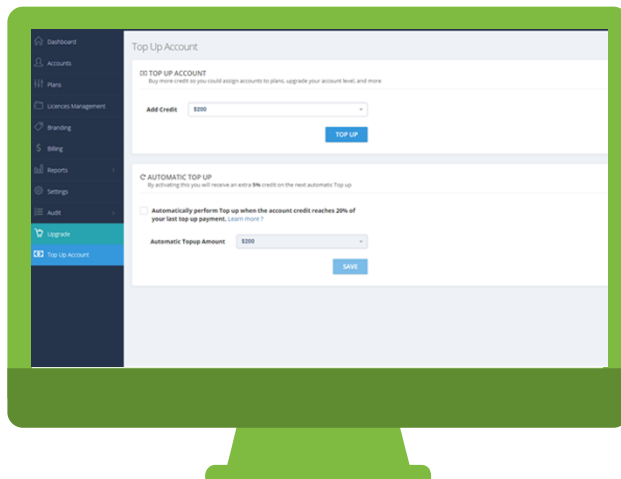 Dashboard
Accounts
Plans
Licences Management
Branding
Billing
Reports
Settings
Audit
Upgrade
Top Up Account
Top Up Account
TOP UP ACCOUNT
Buy more credit so you could assign accounts to plans, upgrade your account level, and more
Add Credit $200
TOP UP
AUTOMATIC TOP UP
By activating this you will receive an extra 5% credit on the next automatic Top up
Automatically perform Top up when the account credit reaches 20% of
your last top up payment. Learn more ?
Automatic Topup Amount $200
SAVE